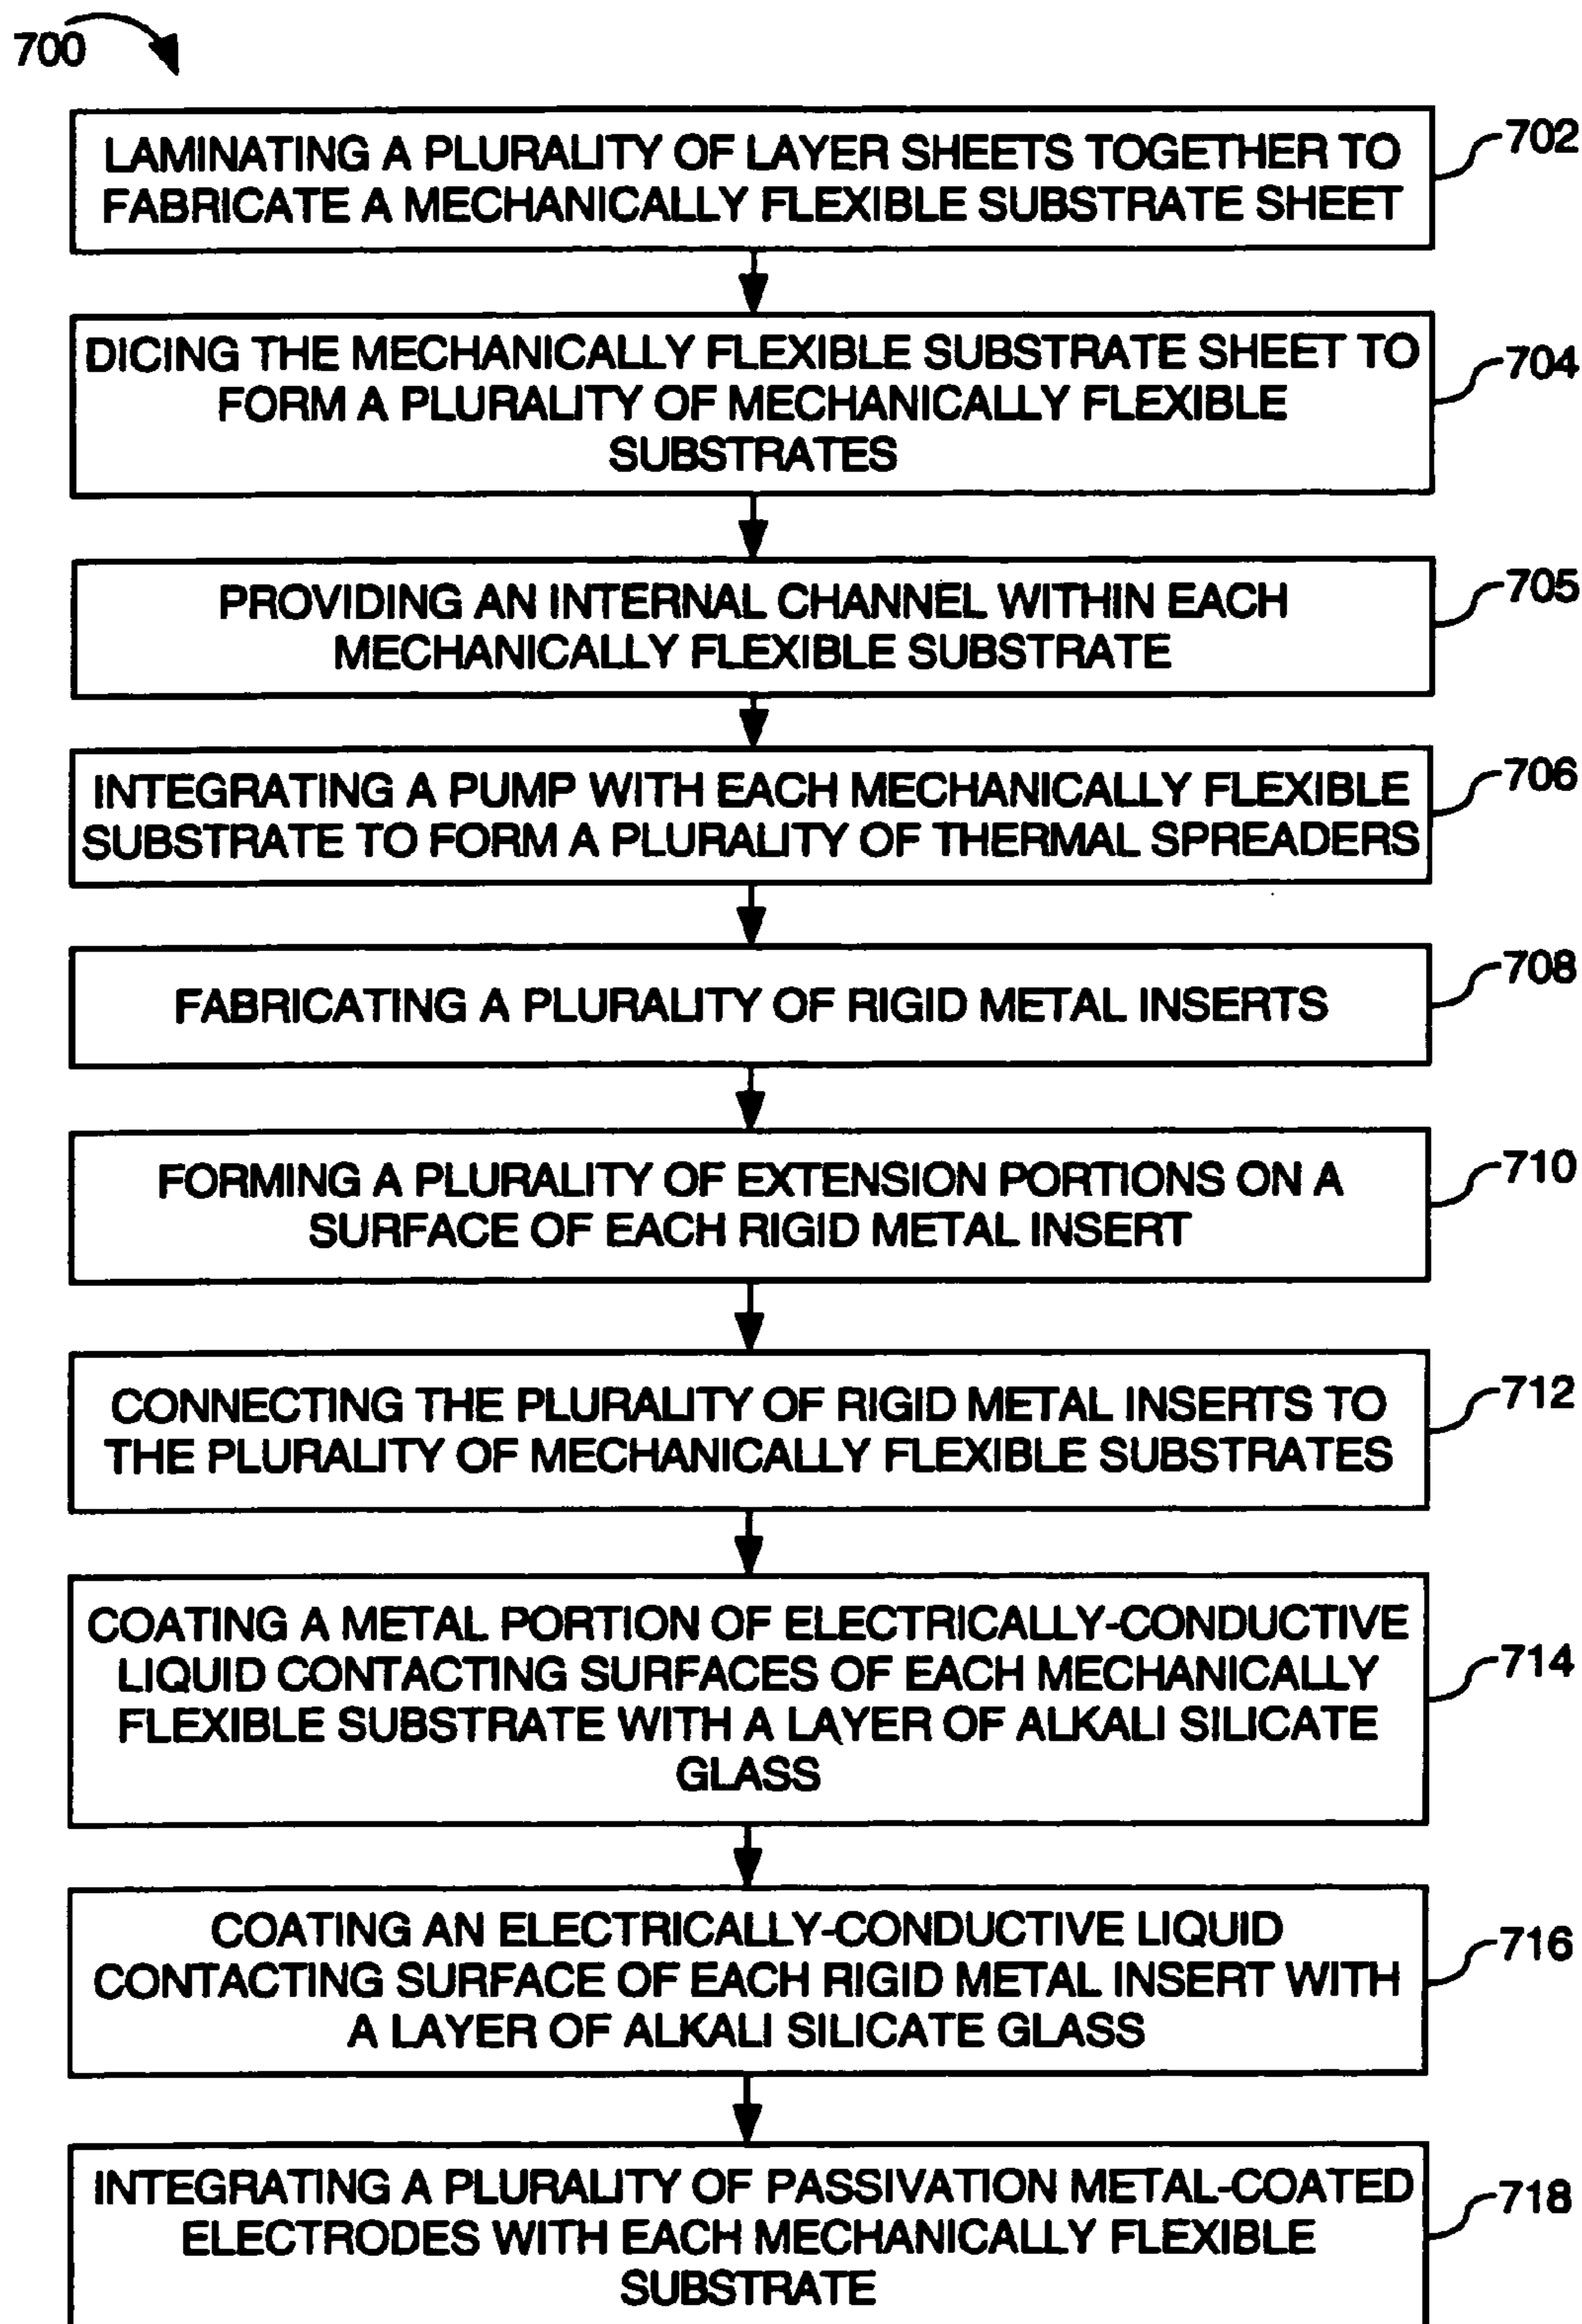 700
LAMINATING A PLURALITY OF LAYER SHEETS TOGETHER TO
FABRICATE A MECHANICALLY FLEXIBLE SUBSTRATE SHEET
702
DICING THE MECHANICALLY FLEXIBLE SUBSTRATE SHEET TO
FORM A PLURALITY OF MECHANICALLY FLEXIBLE
SUBSTRATES
704
PROVIDING AN INTERNAL CHANNEL WITHIN EACH
MECHANICALLY FLEXIBLE SUBSTRATE
705
INTEGRATING A PUMP WITH EACH MECHANICALLY FLEXIBLE
SUBSTRATE TO FORM A PLURALITY OF THERMAL SPREADERS
706
FABRICATING A PLURALITY OF RIGID METAL INSERTS
708
FORMING A PLURALITY OF EXTENSION PORTIONS ON A
SURFACE OF EACH RIGID METAL INSERT
710
CONNECTING THE PLURALITY OF RIGID METAL INSERTS TO
THE PLURALITY OF MECHANICALLY FLEXIBLE SUBSTRATES
712
COATING A METAL PORTION OF ELECTRICALLY-CONDUCTIVE
LIQUID CONTACTING SURFACES OF EACH MECHANICALLY
FLEXIBLE SUBSTRATE WITH A LAYER OF ALKALI SILICATE
GLASS
714
COATING AN ELECTRICALLY-CONDUCTIVE LIQUID
CONTACTING SURFACE OF EACH RIGID METAL INSERT WITH
A LAYER OF ALKALI SILICATE GLASS
716
INTEGRATING A PLURALITY OF PASSIVATION METAL-COATED
ELECTRODES WITH EACH MECHANICALLY FLEXIBLE
SUBSTRATE
718